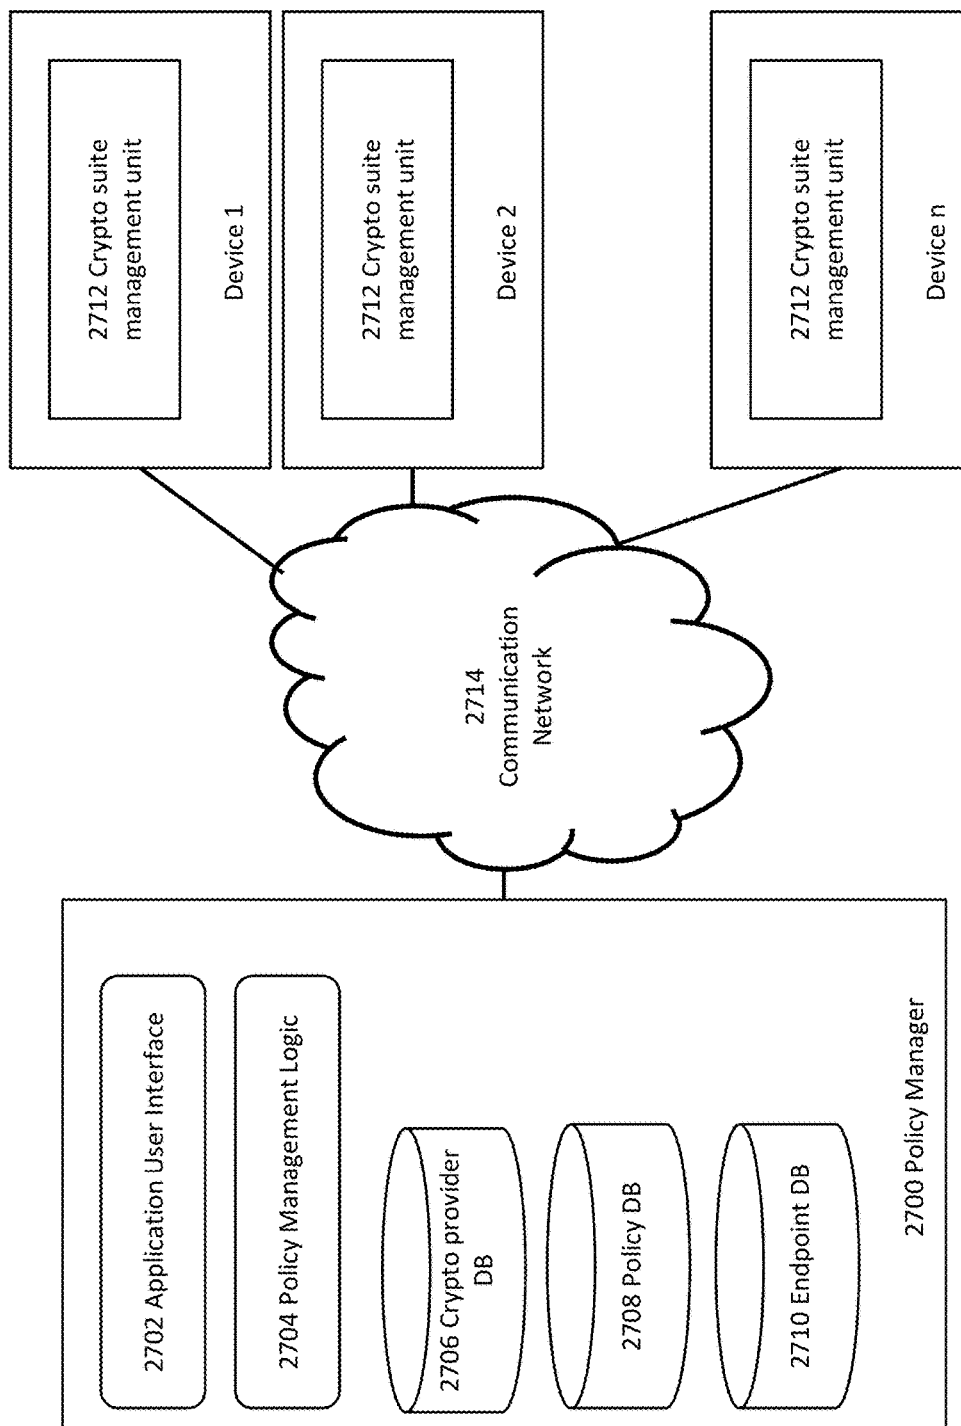 2702 Application User Interface
2704 Policy Management Logic
2706 Crypto provider
DB
2708 Policy DB
2710 Endpoint DB
2700 Policy Manager
2714
Communication
Network
2712 Crypto suite
management unit
Device 1
2712 Crypto suite
management unit
Device 2
2712 Crypto suite
management unit
Device n